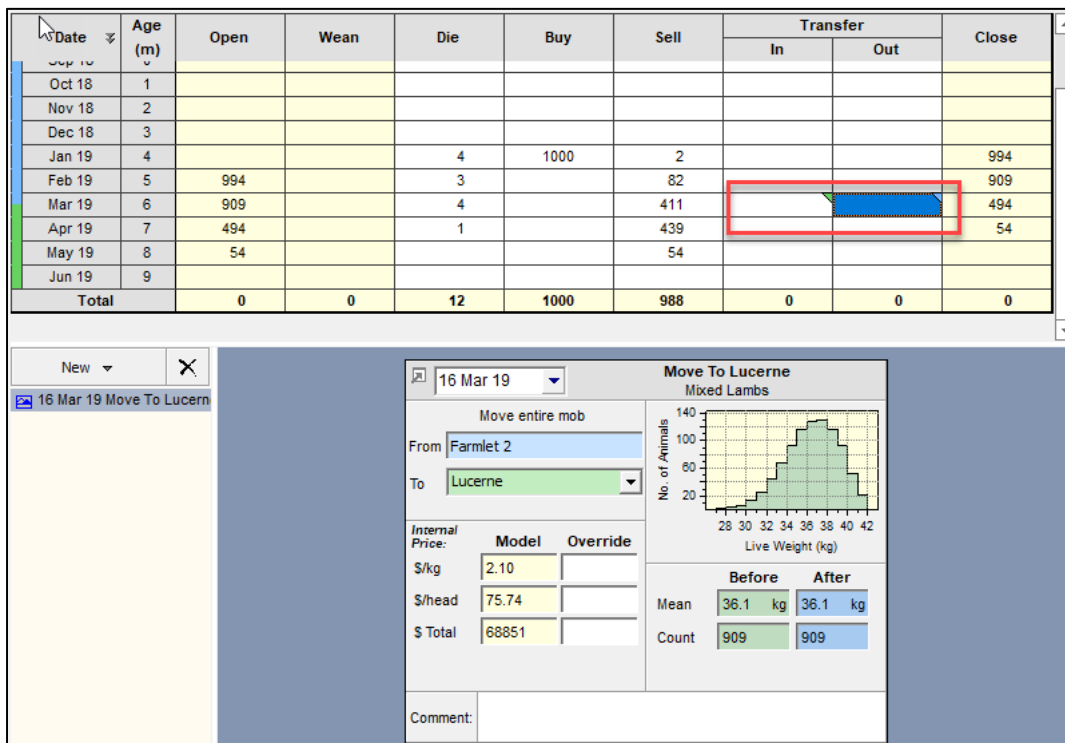 Date Age (m) Open Wean Die Buy Sell Transfer In Out Close
Oct 18 1
Nov 18 2
Dec 18 3
Jan 19 4 4 1000 2 994
Feb 19 5 994 3 82 909
Mar 19 6 909 4 411 494
Apr 19 7 494 1 439 54
May 19 8 54 54
Jun 19 9
Total 0 0 12 1000 988 0 0 0
New
16 Mar 19 Move To Lucern
16 Mar 19
Move entire mob
From Farmlet 2
To Lucerne
Internal Price: Model Override
$/kg 2.10
$/head 75.74
$ Total 68851
Move To Lucerne
Mixed Lambs
No. of Animals
140
100
60
20
28 30 32 34 36 38 40 42
Live Weight (kg)
Before After
Mean 36.1 kg 36.1 kg
Count 909 909
Comment: